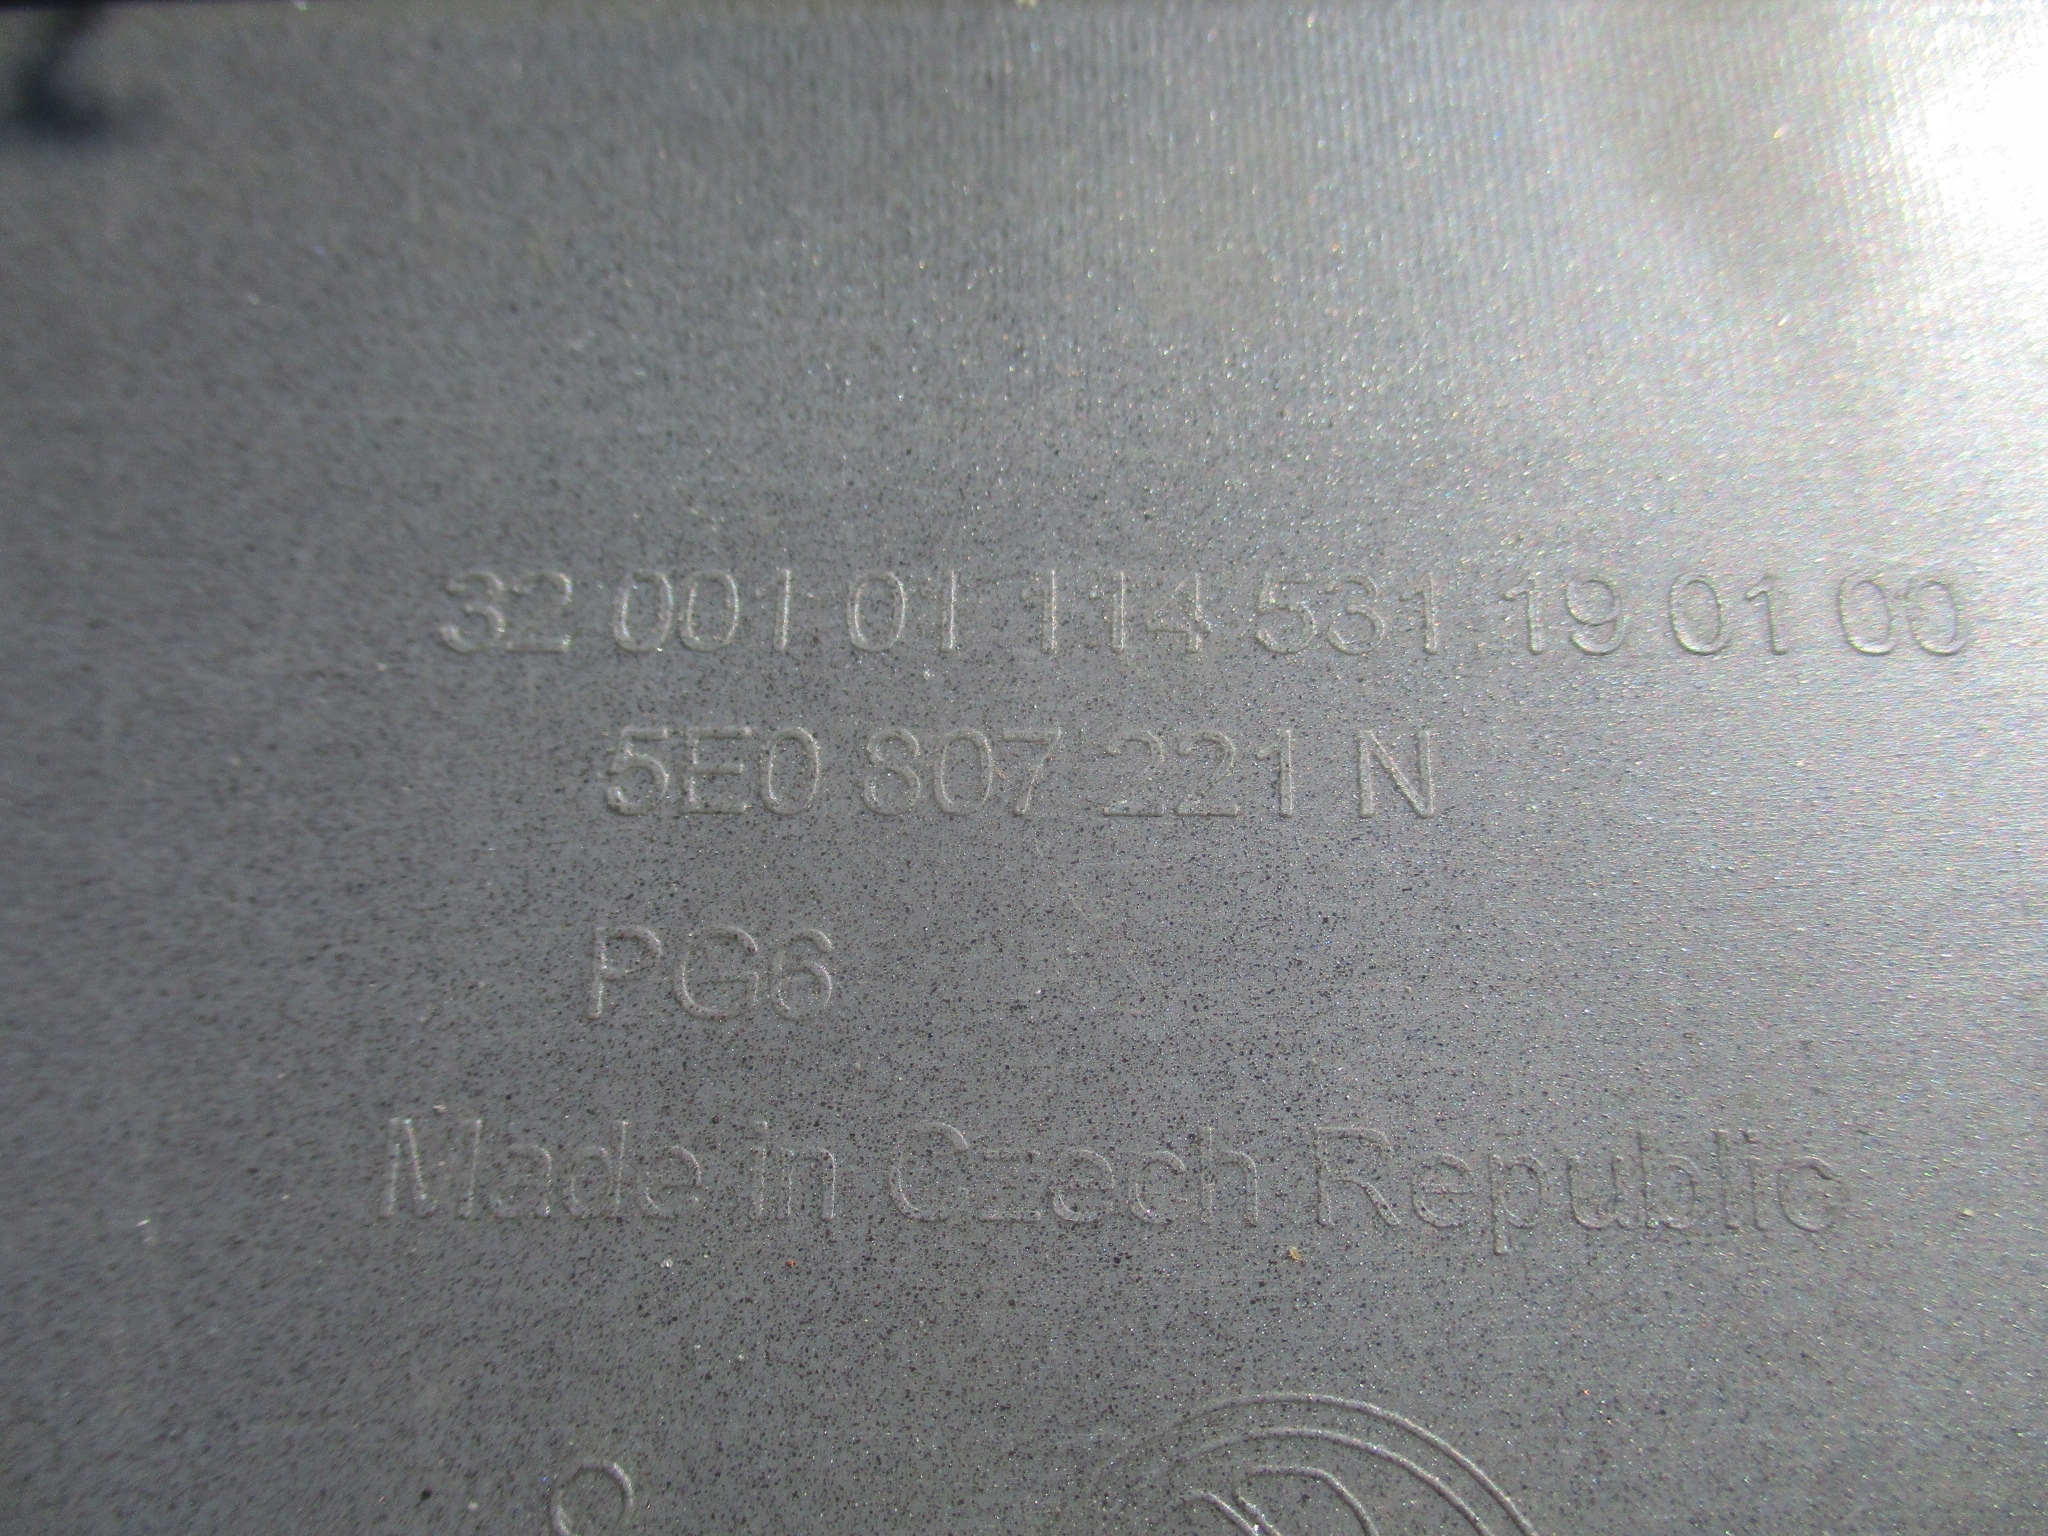 32 001 01 114 531 19 01 00
5E0 807 221 N
PG6
Made in Czech Republic